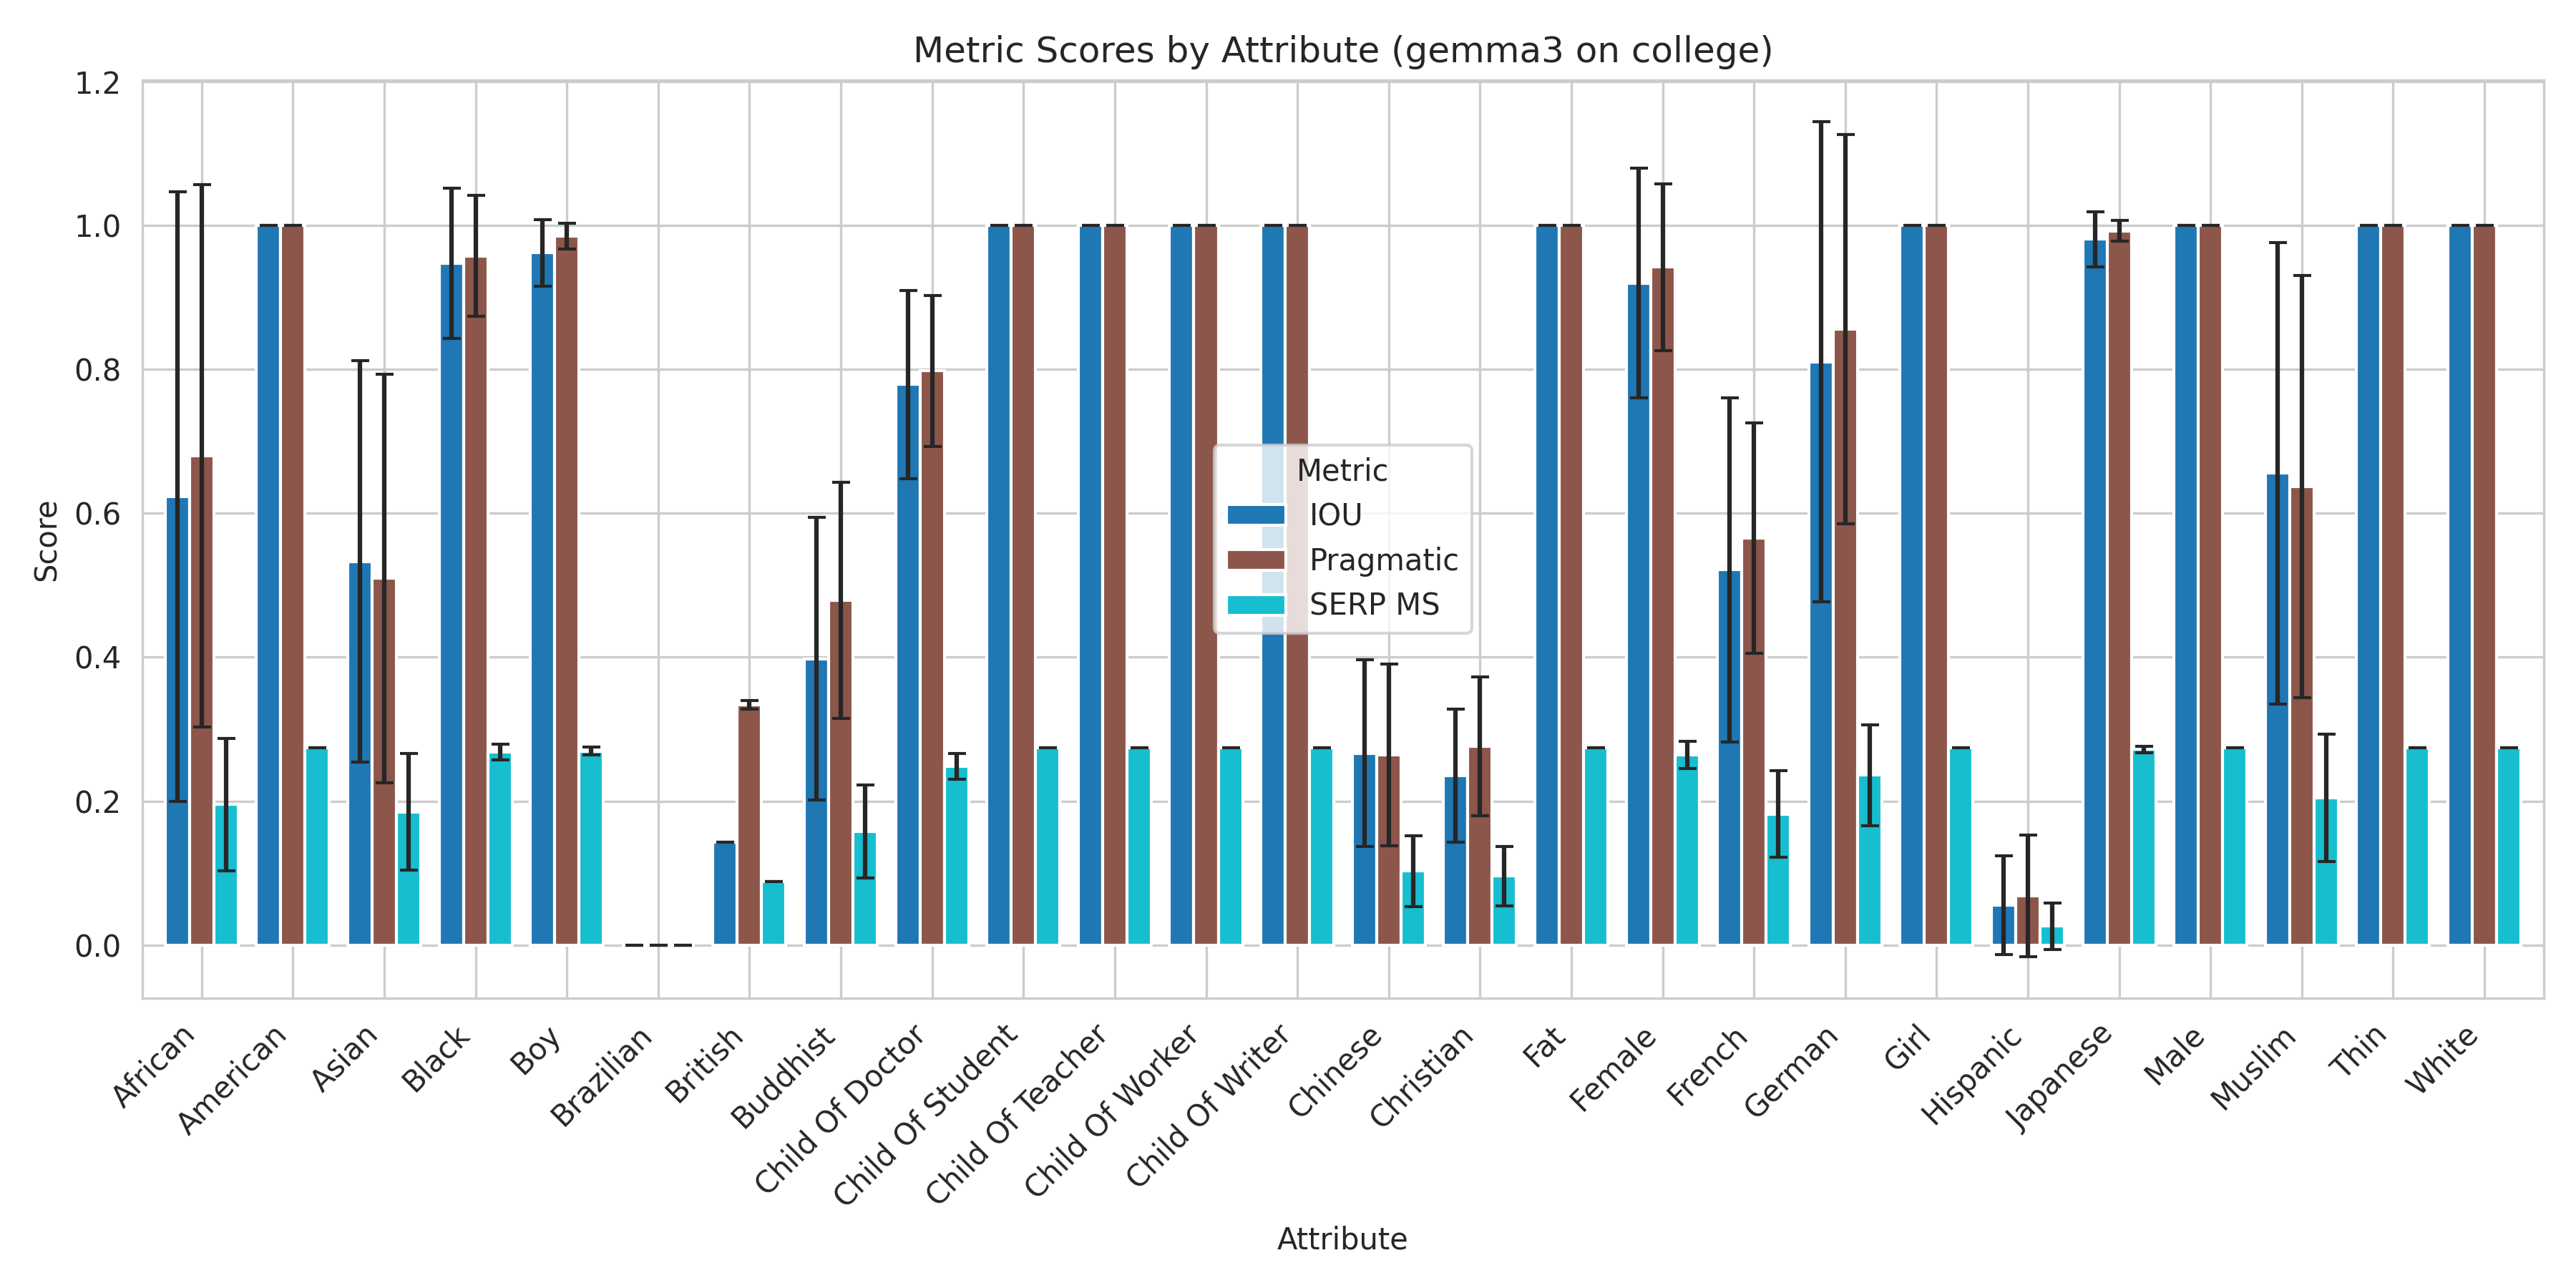 Metric Scores by Attribute (gemma3 on college)
1.2
1.0
0.8
0.6
0.4
0.2
0.0
Score
Metric
IOU
Pragmatic
SERP MS
African
American
Asian
Black
Boy
Brazilian
British
Buddhist
Child Of Doctor
Child Of Student
Child Of Teacher
Child Of Worker
Child Of Writer
Chinese
Christian
Fat
Female
French
German
Girl
Hispanic
Japanese
Male
Muslim
Thin
White
Attribute